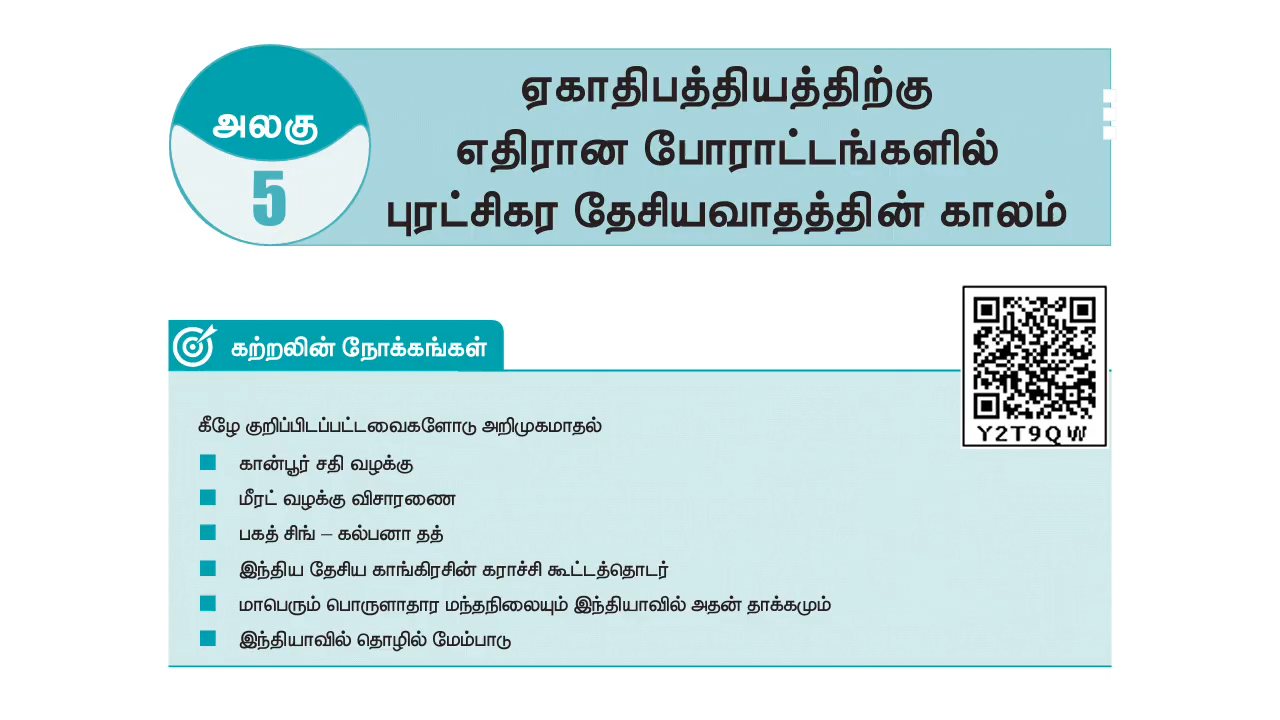 அலகு
5
ஏகாதிபத்தியத்திற்கு
எதிரான போராட்டங்களில்
புரட்சிகர தேசியவாதத்தின் காலம்
Y2T9QW
கற்றலின் நோக்கங்கள்
கீழே குறிப்பிடப்பட்டவைகளோடு அறிமுகமாதல்
கான்பூர் சதி வழக்கு
மீரட் வழக்கு விசாரணை
பகத் சிங் – கல்பனா தத்
இந்திய தேசிய காங்கிரசின் கராச்சி கூட்டத்தொடர்
மாபெரும் பொருளாதார மந்தநிலையும் இந்தியாவில் அதன் தாக்கமும்
இந்தியாவில் தொழில் மேம்பாடு